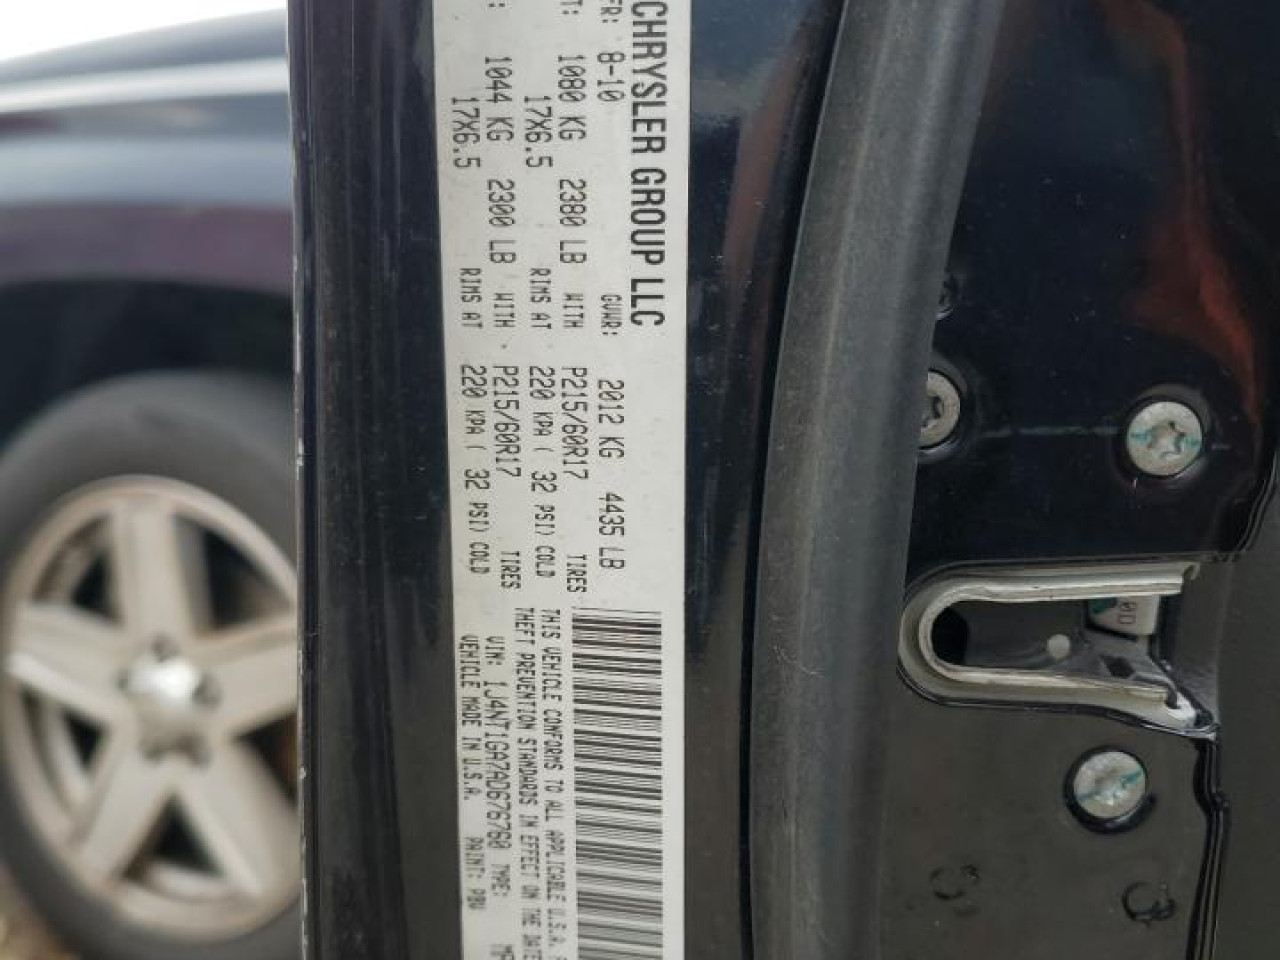 CHRYSLER GROUP LLC
FR: 8-10 GVWR: 2012 KG 4435 LB
T: 1080 KG 2380 LB WITH P215/60R17 TIRES
17X6.5 RIMS AT 220 KPA( 32 PSI) COLD
: 1044 KG 2300 LB WITH P215/60R17 TIRES
17X6.5 RIMS AT 220 KPA( 32 PSI) COLD
THIS VEHICLE CONFORMS TO ALL APPLICABLE U.S.A.
THEFT PREVENTION STANDARDS IN EFFECT ON THE DATE
VIN: 1J4NT1GA7AD676760 TYPE:
VEHICLE MADE IN U.S.A. PAINT: PBV